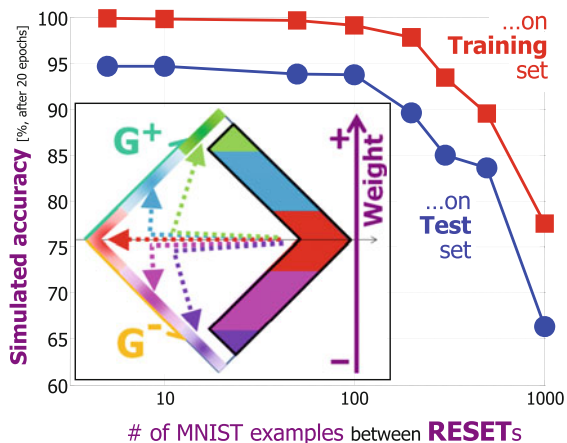 100
95
90
85
80
75
70
65
60
Simulated accuracy [%, after 20 epochs]
...on
Training
set
...on
Test
set
G+
G-
+
Weight
–
10
100
1000
# of MNIST examples between RESETs